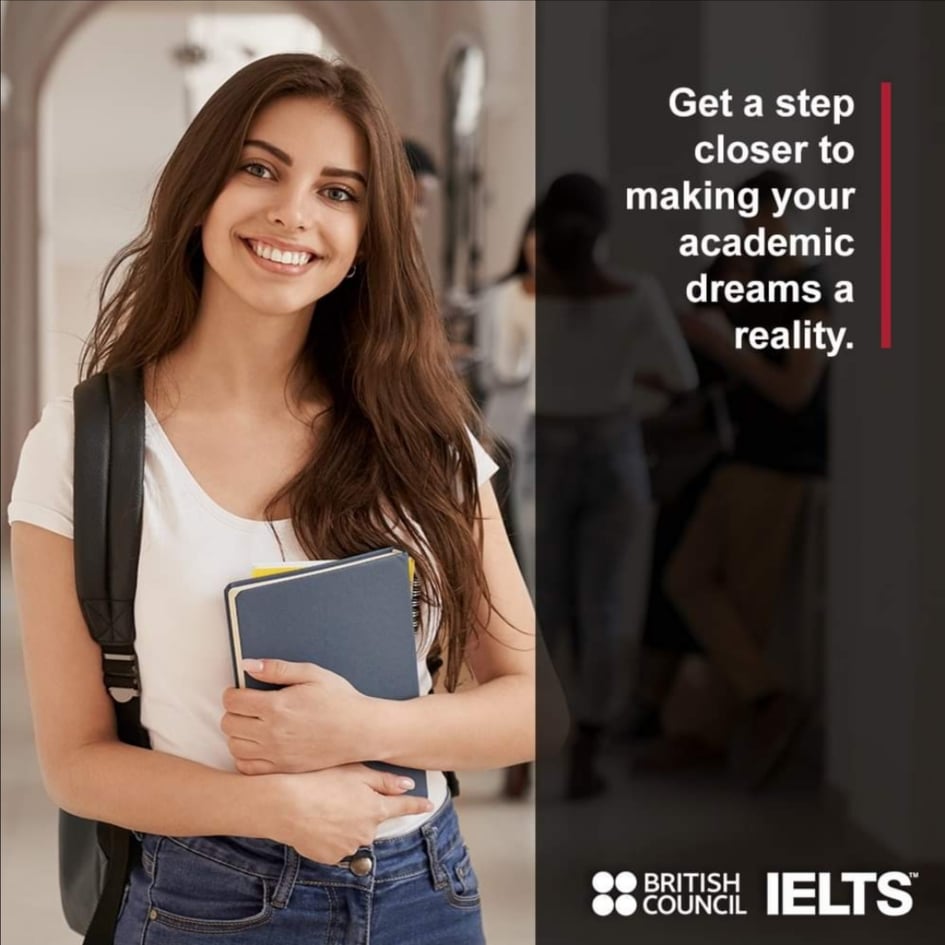 Get a step
closer to
making your
academic
dreams a
reality.
BRITISH
COUNCIL
IELTS™